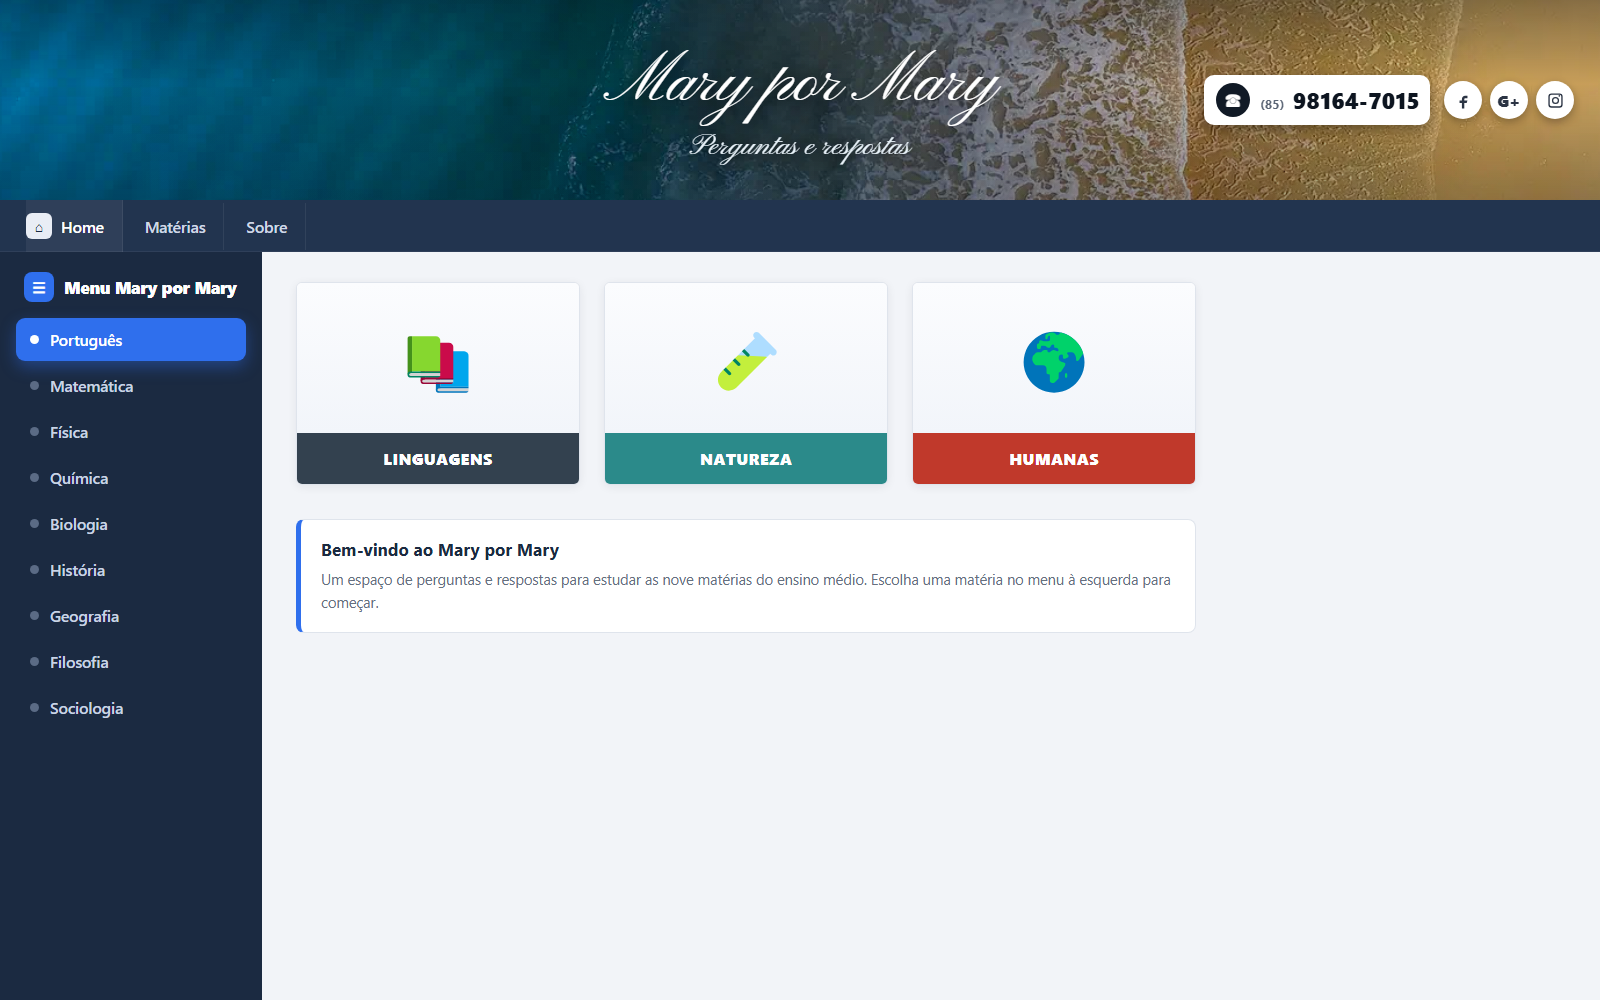 Mary por Mary
Perguntas e respostas
(85) 98164-7015
G+
Home
Matérias
Sobre
Menu Mary por Mary
Português
Matemática
Física
Química
Biologia
História
Geografia
Filosofia
Sociologia
LINGUAGENS
NATUREZA
HUMANAS
Bem-vindo ao Mary por Mary
Um espaço de perguntas e respostas para estudar as nove matérias do ensino médio. Escolha uma matéria no menu à esquerda para
começar.